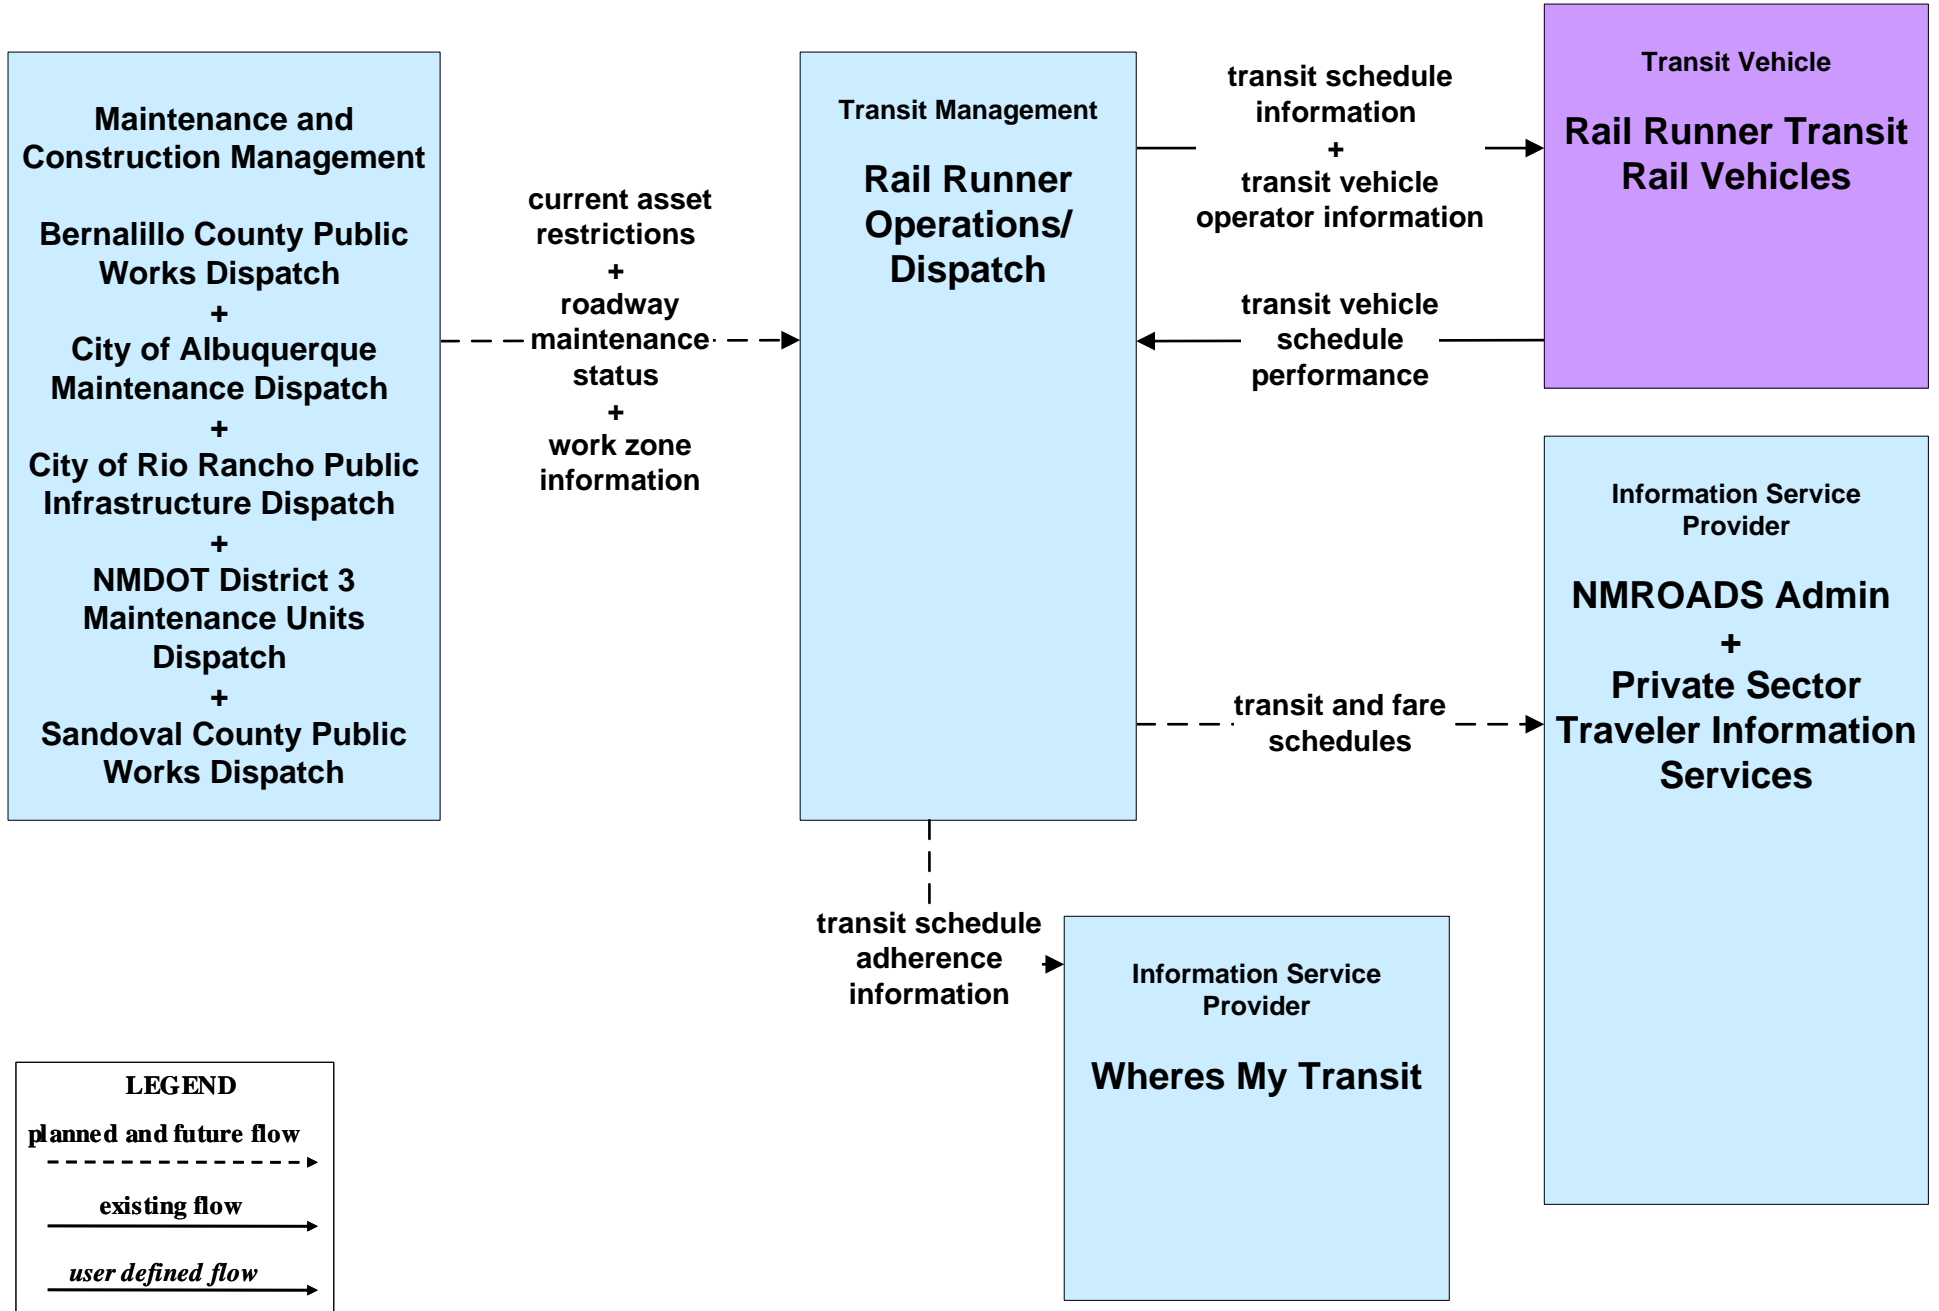 Maintenance and
Construction Management
Bernalillo County Public
Works Dispatch
+
City of Albuquerque
Maintenance Dispatch
+
City of Rio Rancho Public
Infrastructure Dispatch
+
NMDOT District 3
Maintenance Units
Dispatch
+
Sandoval County Public
Works Dispatch
current asset
restrictions
+
roadway
maintenance
status
+
work zone
information
Transit Management
Rail Runner
Operations/
Dispatch
transit schedule
information
+
transit vehicle
operator information
transit vehicle
schedule
performance
Transit Vehicle
Rail Runner Transit
Rail Vehicles
transit and fare
schedules
Information Service
Provider
NMROADS Admin
+
Private Sector
Traveler Information
Services
transit schedule
adherence
information
Information Service
Provider
Wheres My Transit
LEGEND
planned and future flow
existing flow
user defined flow